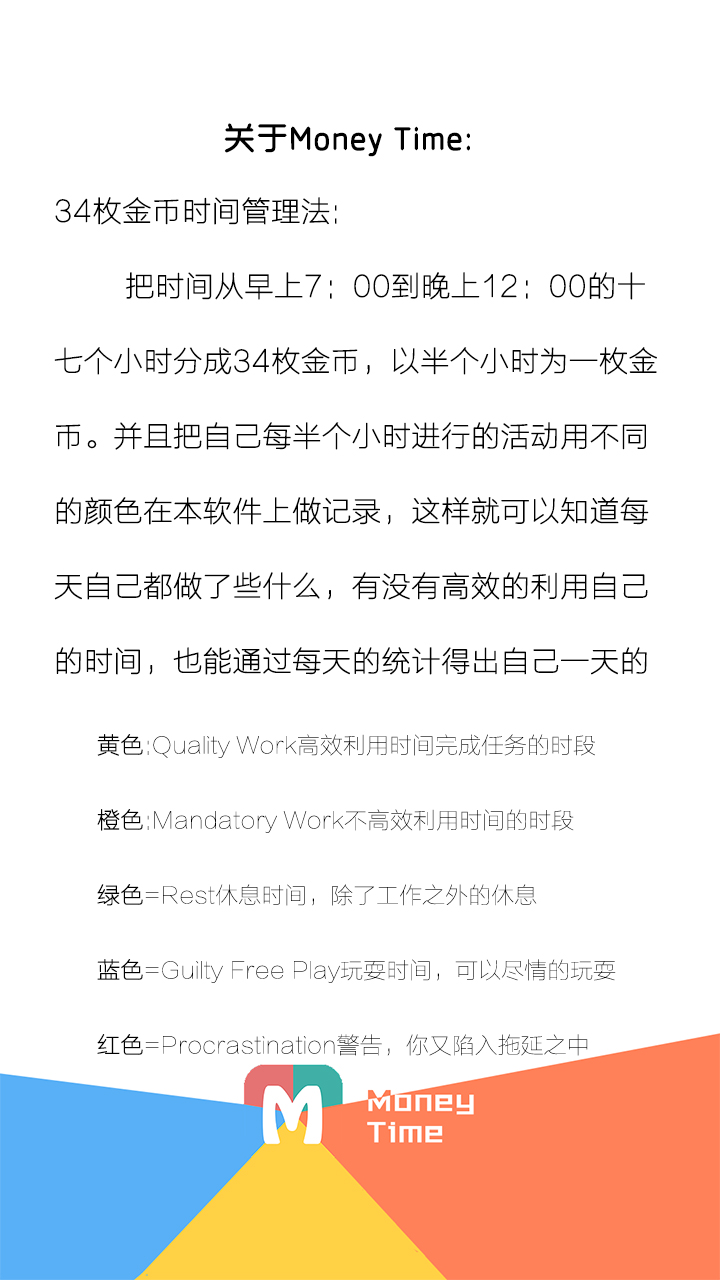 关于Money Time:
34枚金币时间管理法;
把时间从早上7：00到晚上12：00的十
七个小时分成34枚金币，以半个小时为一枚金
币。并且把自己每半个小时进行的活动用不同
的颜色在本软件上做记录，这样就可以知道每
天自己都做了些什么，有没有高效的利用自己
的时间，也能通过每天的统计得出自己一天的
黄色:Quality Work高效利用时间完成任务的时段
橙色:Mandatory Work不高效利用时间的时段
绿色=Rest休息时间，除了工作之外的休息
蓝色=Guilty Free Play玩耍时间，可以尽情的玩耍
红色=Procrastination警告，你又陷入拖延之中
M
Money
Time